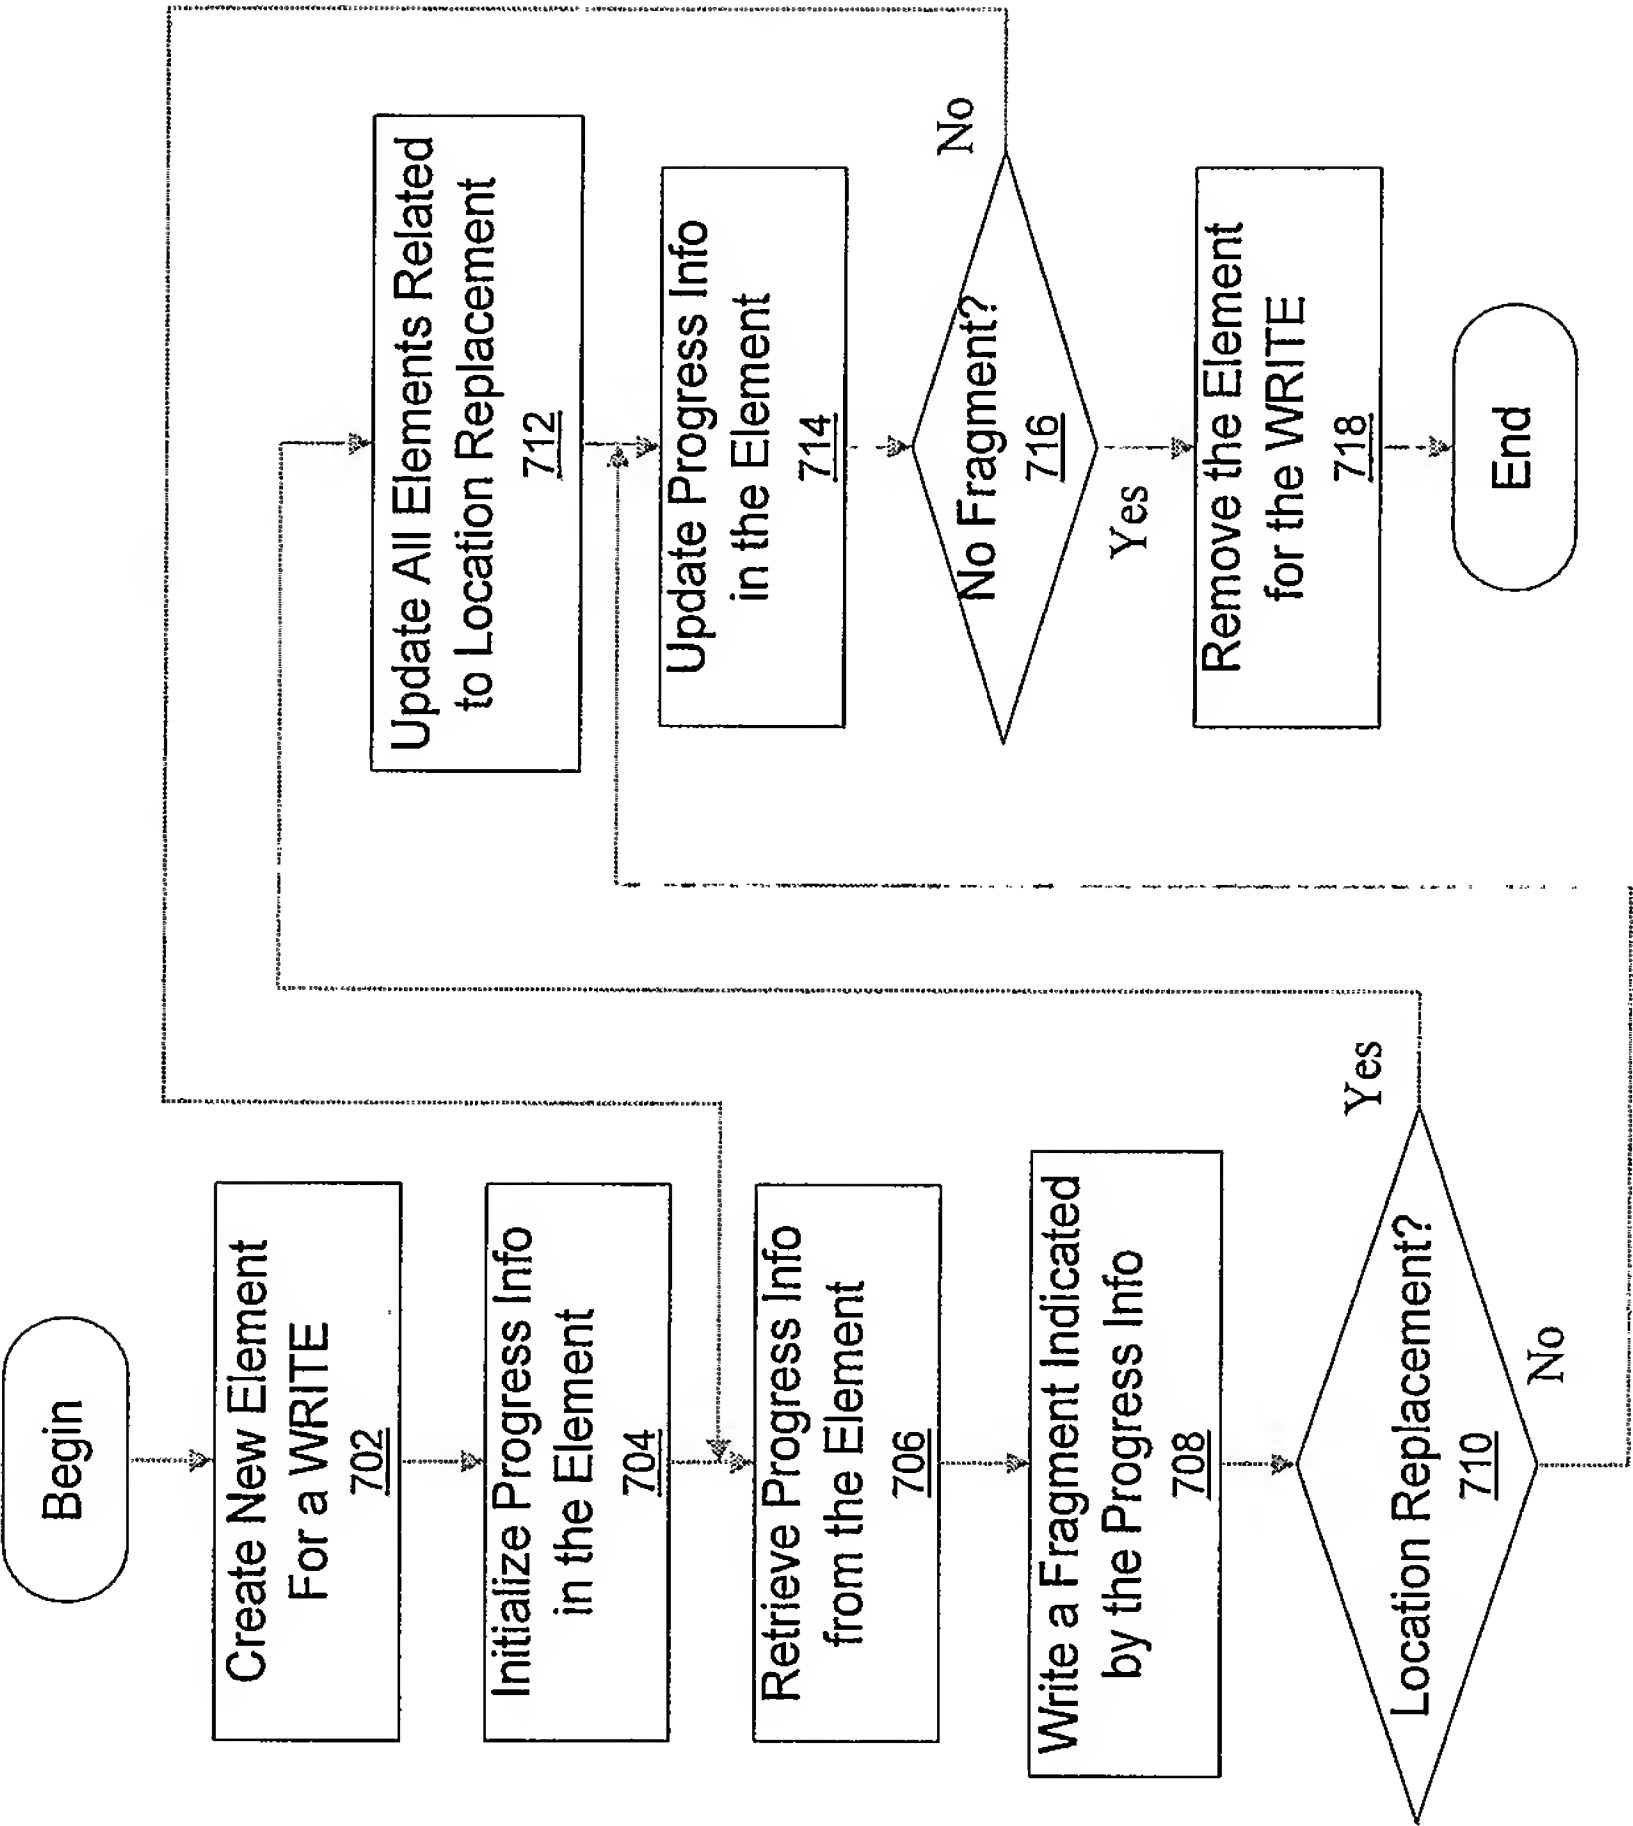 Begin
Create New Element
For a WRITE
702
Initialize Progress Info
in the Element
704
Retrieve Progress Info
from the Element
706
Write a Fragment Indicated
by the Progress Info
708
Location Replacement?
710
Yes
No
Update All Elements Related
to Location Replacement
712
Update Progress Info
in the Element
714
No Fragment?
716
No
Yes
Remove the Element
for the WRITE
718
End